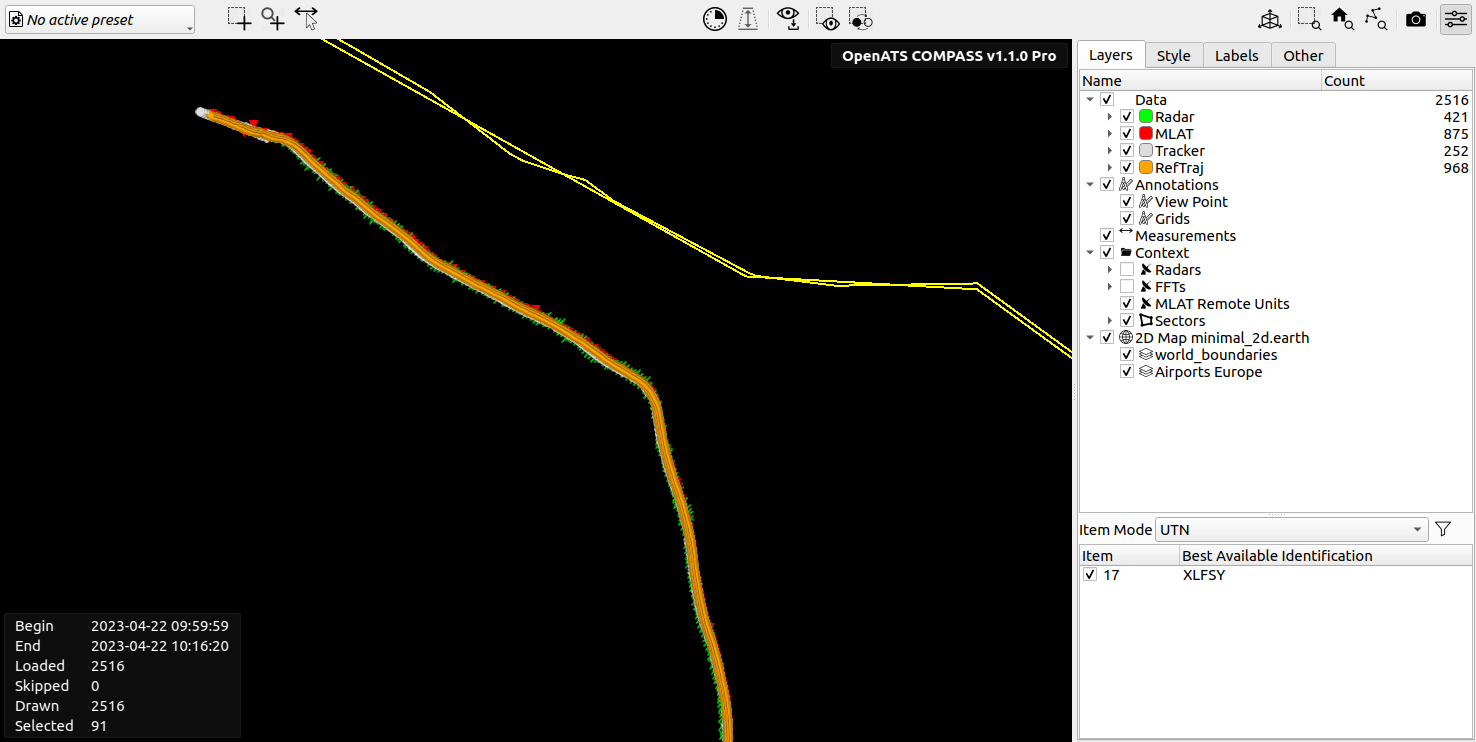 No active preset
OpenATS COMPASS v1.1.0 Pro
Begin 2023-04-22 09:59:59
End 2023-04-22 10:16:20
Loaded 2516
Skipped 0
Drawn 2516
Selected 91
Layers Style Labels Other
Name Count
Data 2516
Radar 421
MLAT 875
Tracker 252
RefTraj 968
Annotations
View Point
Grids
Measurements
Context
Radars
FFTs
MLAT Remote Units
Sectors
2D Map minimal_2d.earth
world_boundaries
Airports Europe
Item Mode UTN
Item Best Available Identification
17 XLFSY